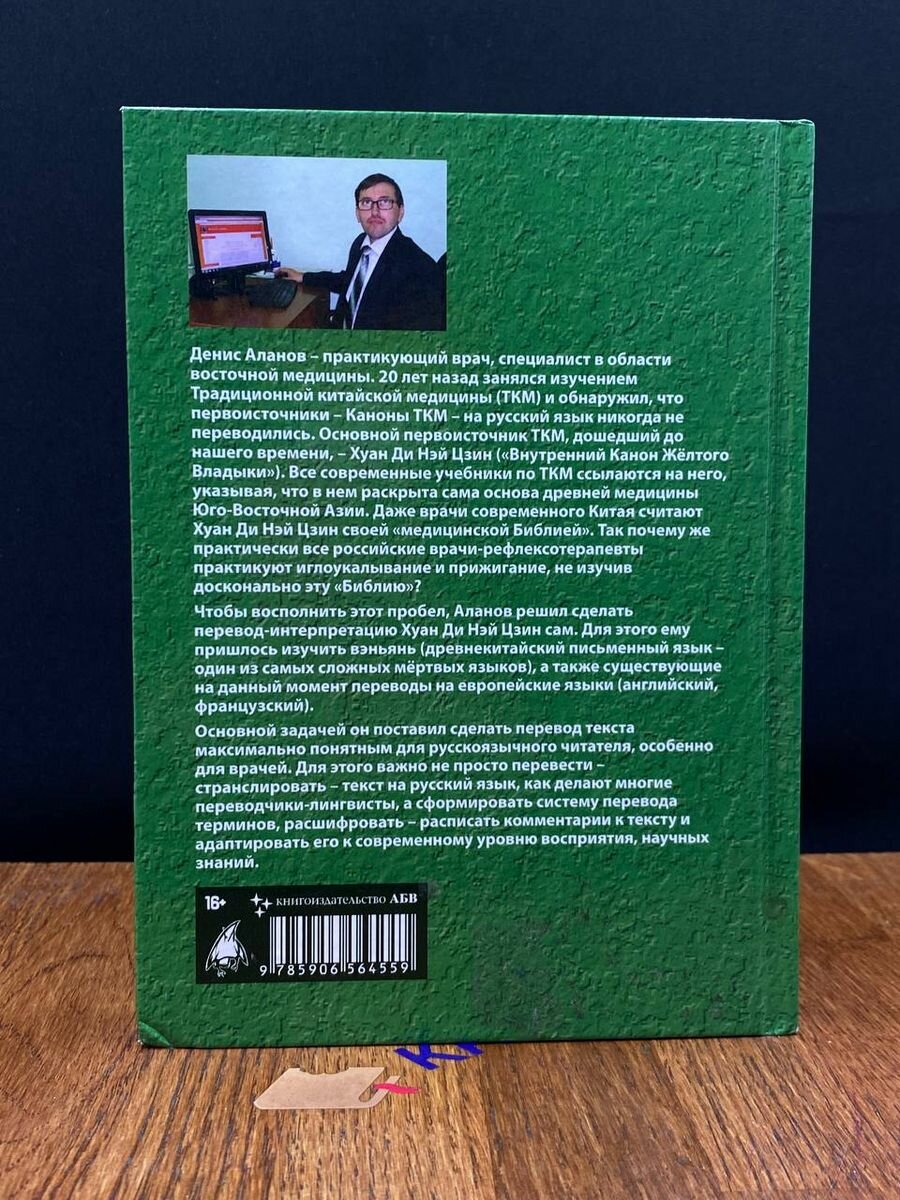 Денис Аланов – практикующий врач, специалист в области
восточной медицины. 20 лет назад занялся изучением
Традиционной китайской медицины (ТКМ) и обнаружил, что
первоисточники – Каноны ТКМ – на русский язык никогда не
переводились. Основной первоисточник ТКМ, дошедший до
нашего времени, – Хуан Ди Нэй Цзин («Внутренний Канон Жёлтого
Владыки»). Все современные учебники по ТКМ ссылаются на него,
указывая, что в нем раскрыта сама основа древней медицины
Юго-Восточной Азии. Даже врачи современного Китая считают
Хуан Ди Нэй Цзин своей «медицинской Библией». Так почему же
практически все российские врачи-рефлексотерапевты
практикуют иглоукалывание и прижигание, не изучив
досконально эту «Библию»?
Чтобы восполнить этот пробел, Аланов решил сделать
перевод-интерпретацию Хуан Ди Нэй Цзин сам. Для этого ему
пришлось изучить вэньянь (древнекитайский письменный язык –
один из самых сложных мёртвых языков), а также существующие
на данный момент переводы на европейские языки (английский,
французский).
Основной задачей он поставил сделать перевод текста
максимально понятным для русскоязычного читателя, особенно
для врачей. Для этого важно не просто перевести –
странслировать – текст на русский язык, как делают многие
переводчики-лингвисты, а сформировать систему перевода
терминов, расшифровать – расписать комментарии к тексту и
адаптировать его к современному уровню восприятия, научных
знаний.
16+ КНИГОИЗДАТЕЛЬСТВО АБВ
9 785906 564559